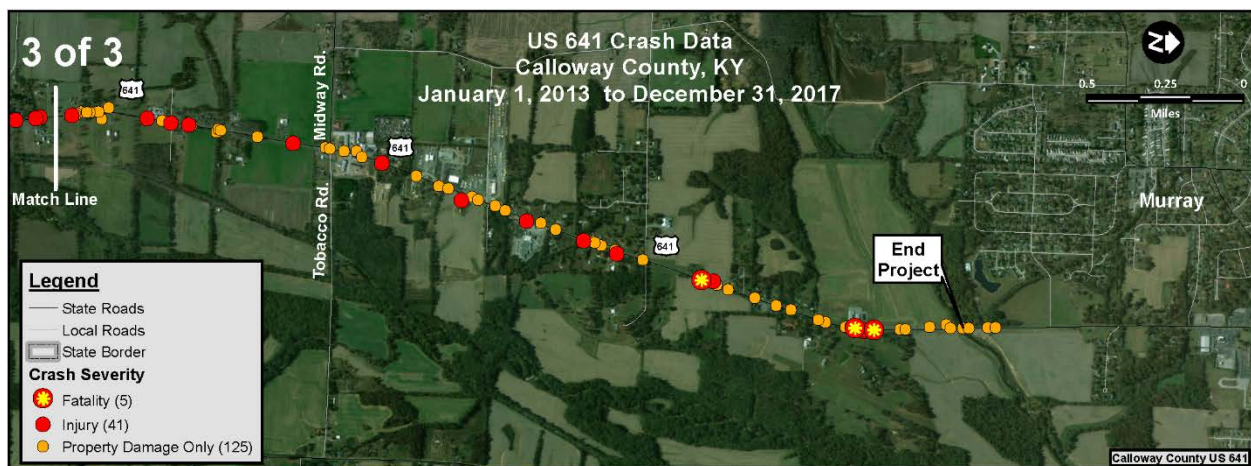 3 of 3
US 641 Crash Data
Calloway County, KY
January 1, 2013 to December 31, 2017
N
0.5 0.25 0
Miles
641
Midway Rd.
641
Match Line
Tobacco Rd.
641
Murray
End
Project
Legend
State Roads
Local Roads
State Border
Crash Severity
Fatality (5)
Injury (41)
Property Damage Only (125)
Calloway County US 641